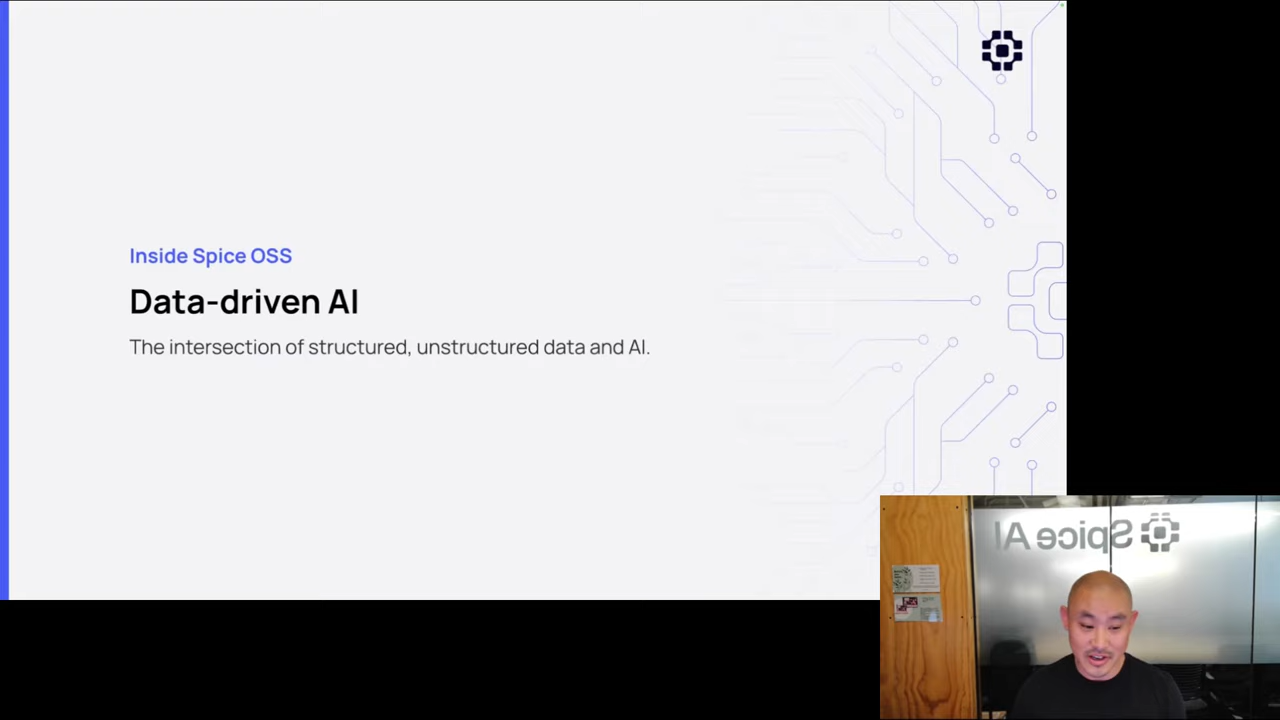 Inside Spice OSS
Data-driven AI
The intersection of structured, unstructured data and AI.
Spice AI